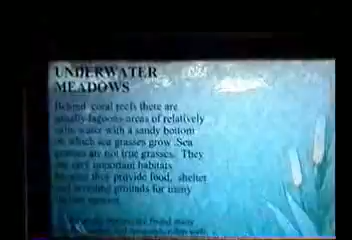 UNDERWATER
MEADOWS
Behind coral reefs there are
usually lagoons areas of relatively
calm water with a sandy bottom
on which sea grasses grow .Sea
grasses are not true grasses. They
are very important habitats
because they provide food, shelter
and breeding grounds for many